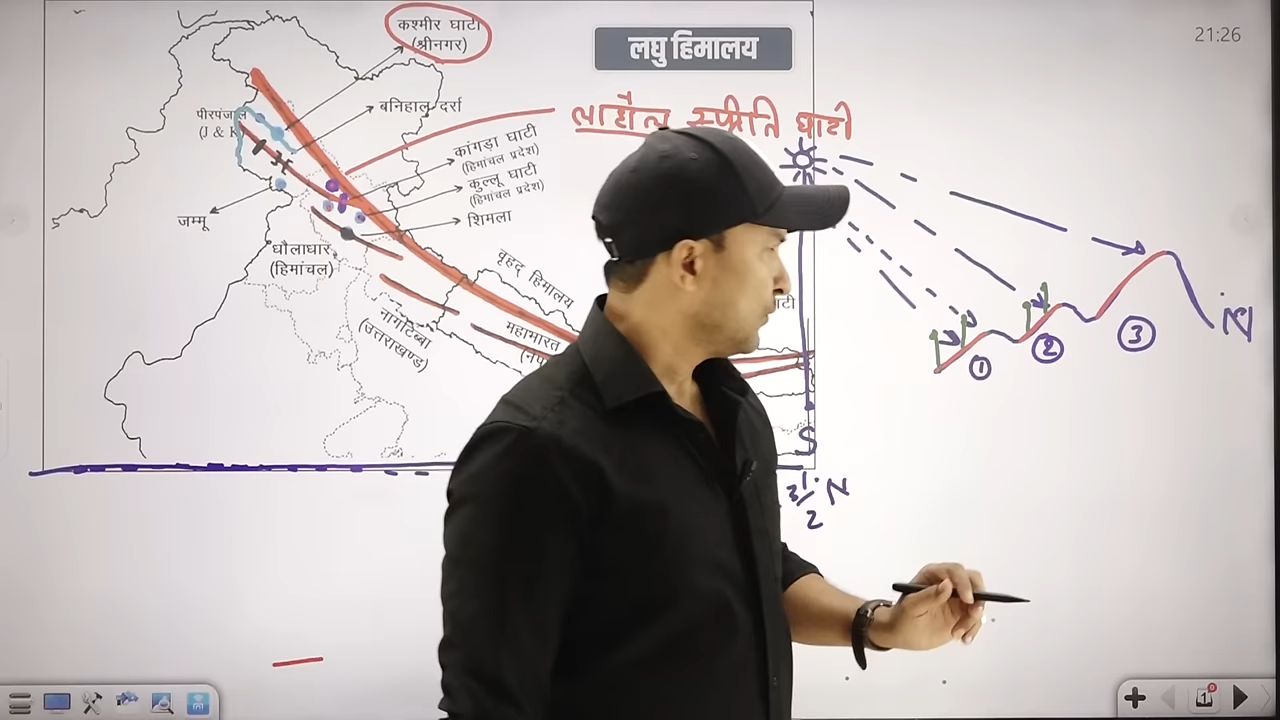 कश्मीर घाटी
(श्रीनगर)
लघु हिमालय
21:26
पीरपंजाल
(J & K)
बनिहाल दर्रा
लाहौल स्पीति घाटी
कांगड़ा घाटी
(हिमांचल प्रदेश)
कुल्लू घाटी
(हिमांचल प्रदेश)
शिमला
जम्मू
धौलाधार
(हिमांचल)
वृहद् हिमालय
नागटिब्बा
(उत्तराखण्ड)
महाभारत
घाटी
①
②
③
S
N
1